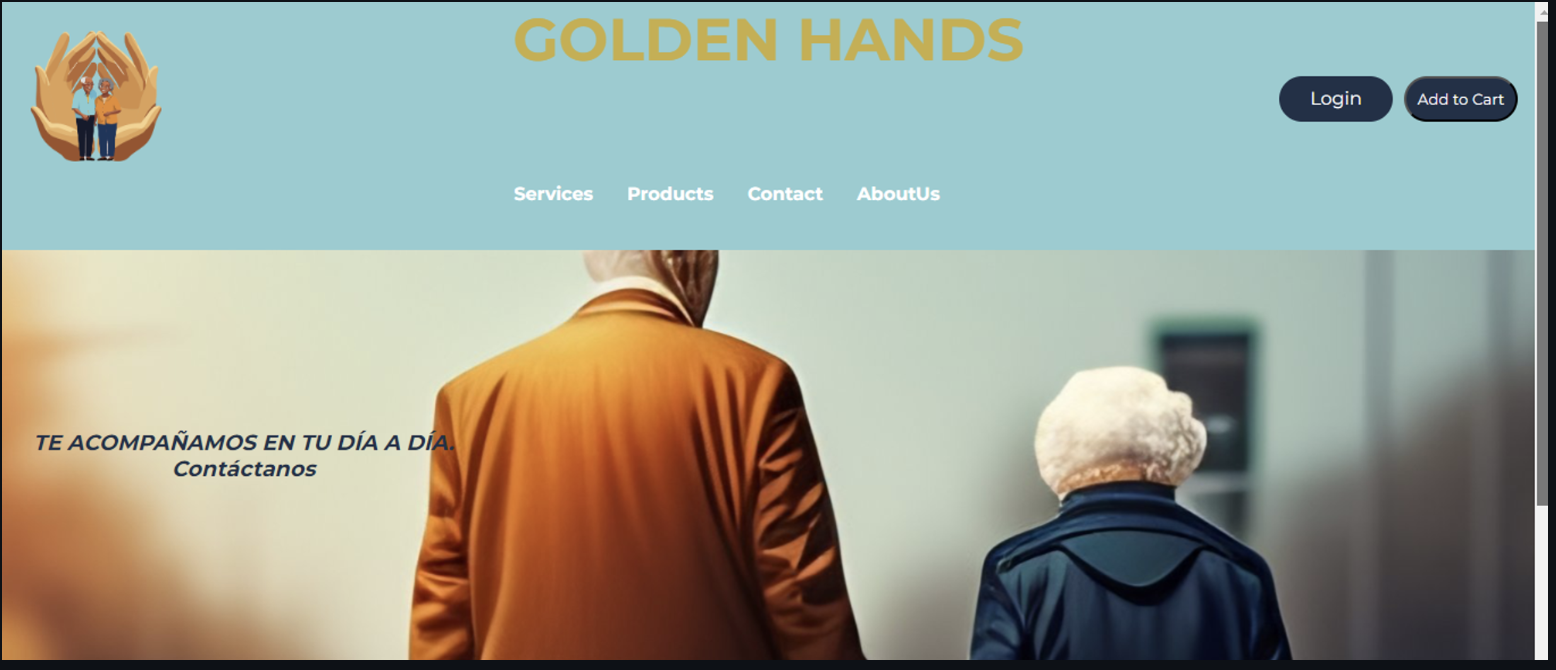 GOLDEN HANDS
Login
Add to Cart
Services Products Contact AboutUs
TE ACOMPAÑAMOS EN TU DÍA A DÍA.
Contáctanos